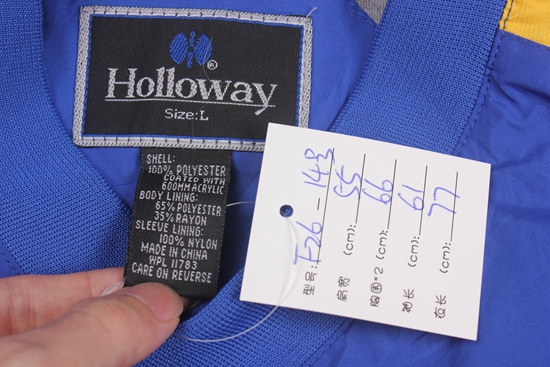 ®
Holloway
Size: L
SHELL:
100% POLYESTER
COATED WITH
600MM ACRYLIC
BODY LINING:
65% POLYESTER
35% RAYON
SLEEVE LINING:
100% NYLON
MADE IN CHINA
WPL 11783
CARE ON REVERSE
型号: F26-143
肩宽 (cm): 55
胸围*2 (cm): 66
袖长 (cm): 61
衣长 (cm): 77